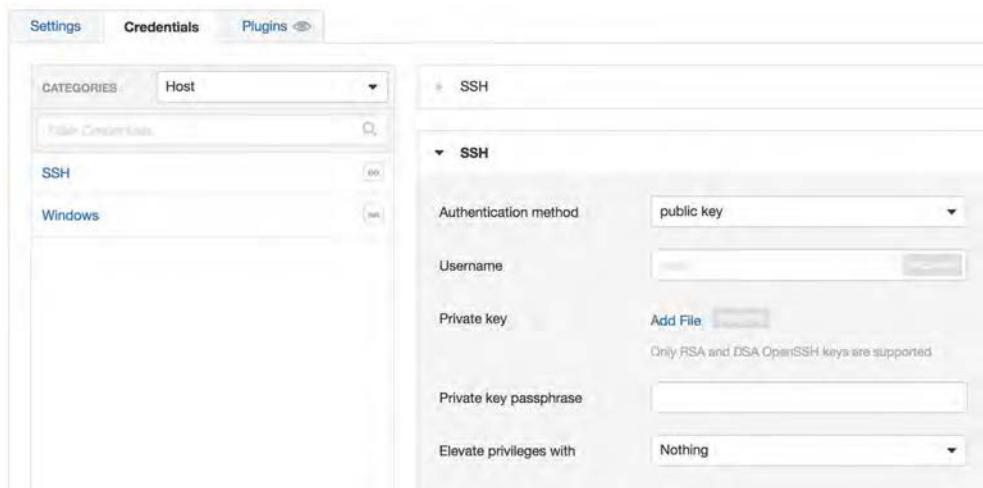 Settings Credentials Plugins
CATEGORIES Host
SSH
Windows
SSH
SSH
Authentication method public key
Username
Private key Add File
Only RSA and DSA OpenSSH keys are supported
Private key passphrase
Elevate privileges with Nothing